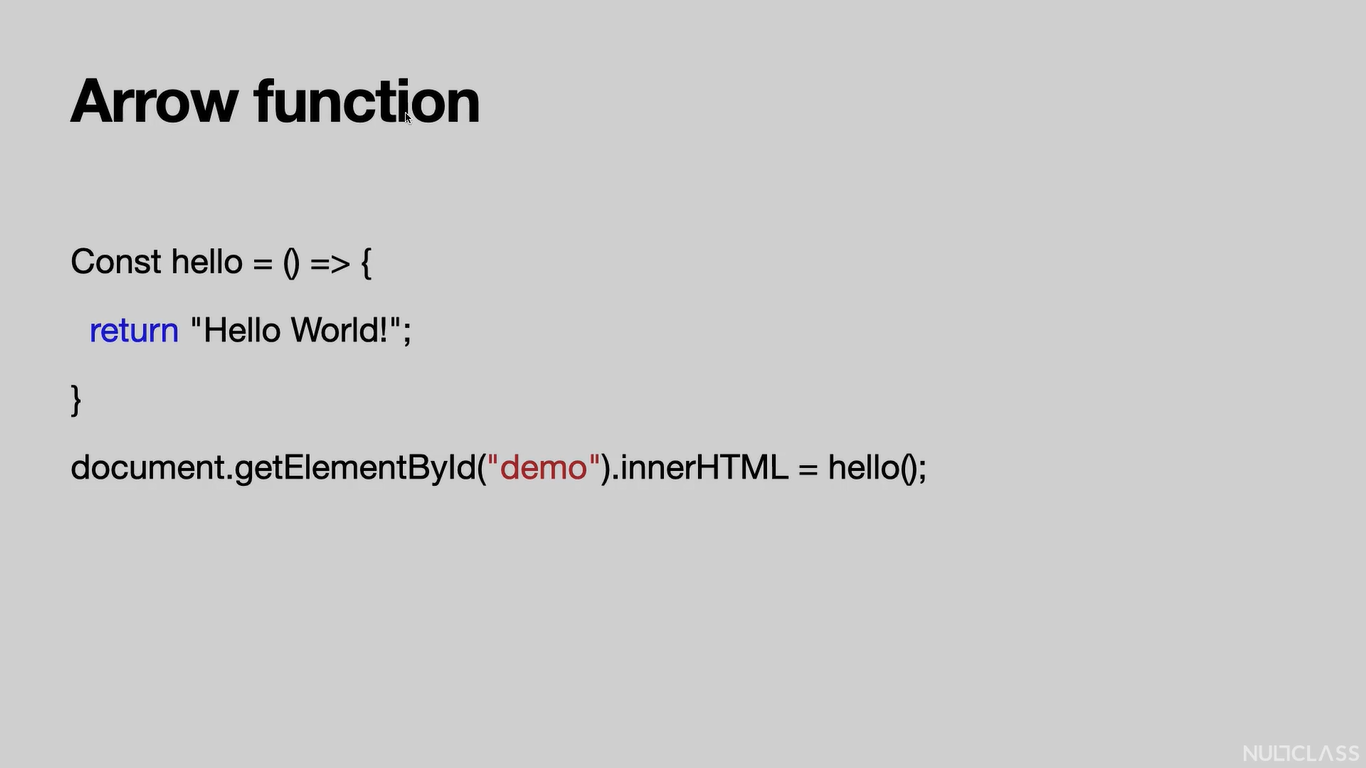 Arrow function
Const hello = () => {
return "Hello World!";
}
document.getElementById("demo").innerHTML = hello();
NULLCLASS